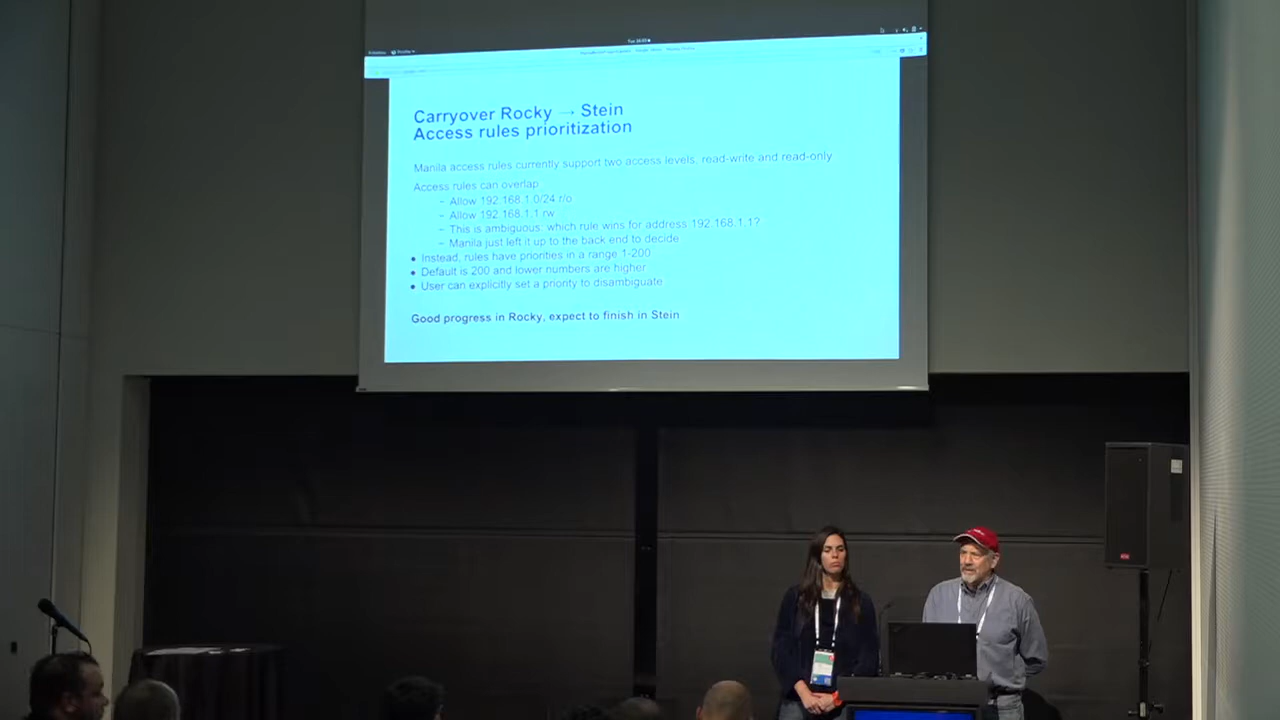 Carryover Rocky → Stein
Access rules prioritization
Manila access rules currently support two access levels, read-write and read-only
Access rules can overlap
– Allow 192.168.1.0/24 r/o
– Allow 192.168.1.1 rw
– This is ambiguous: which rule wins for address 192.168.1.1?
– Manila just left it up to the back end to decide
● Instead, rules have priorities in a range 1-200
● Default is 200 and lower numbers are higher
● User can explicitly set a priority to disambiguate
Good progress in Rocky, expect to finish in Stein